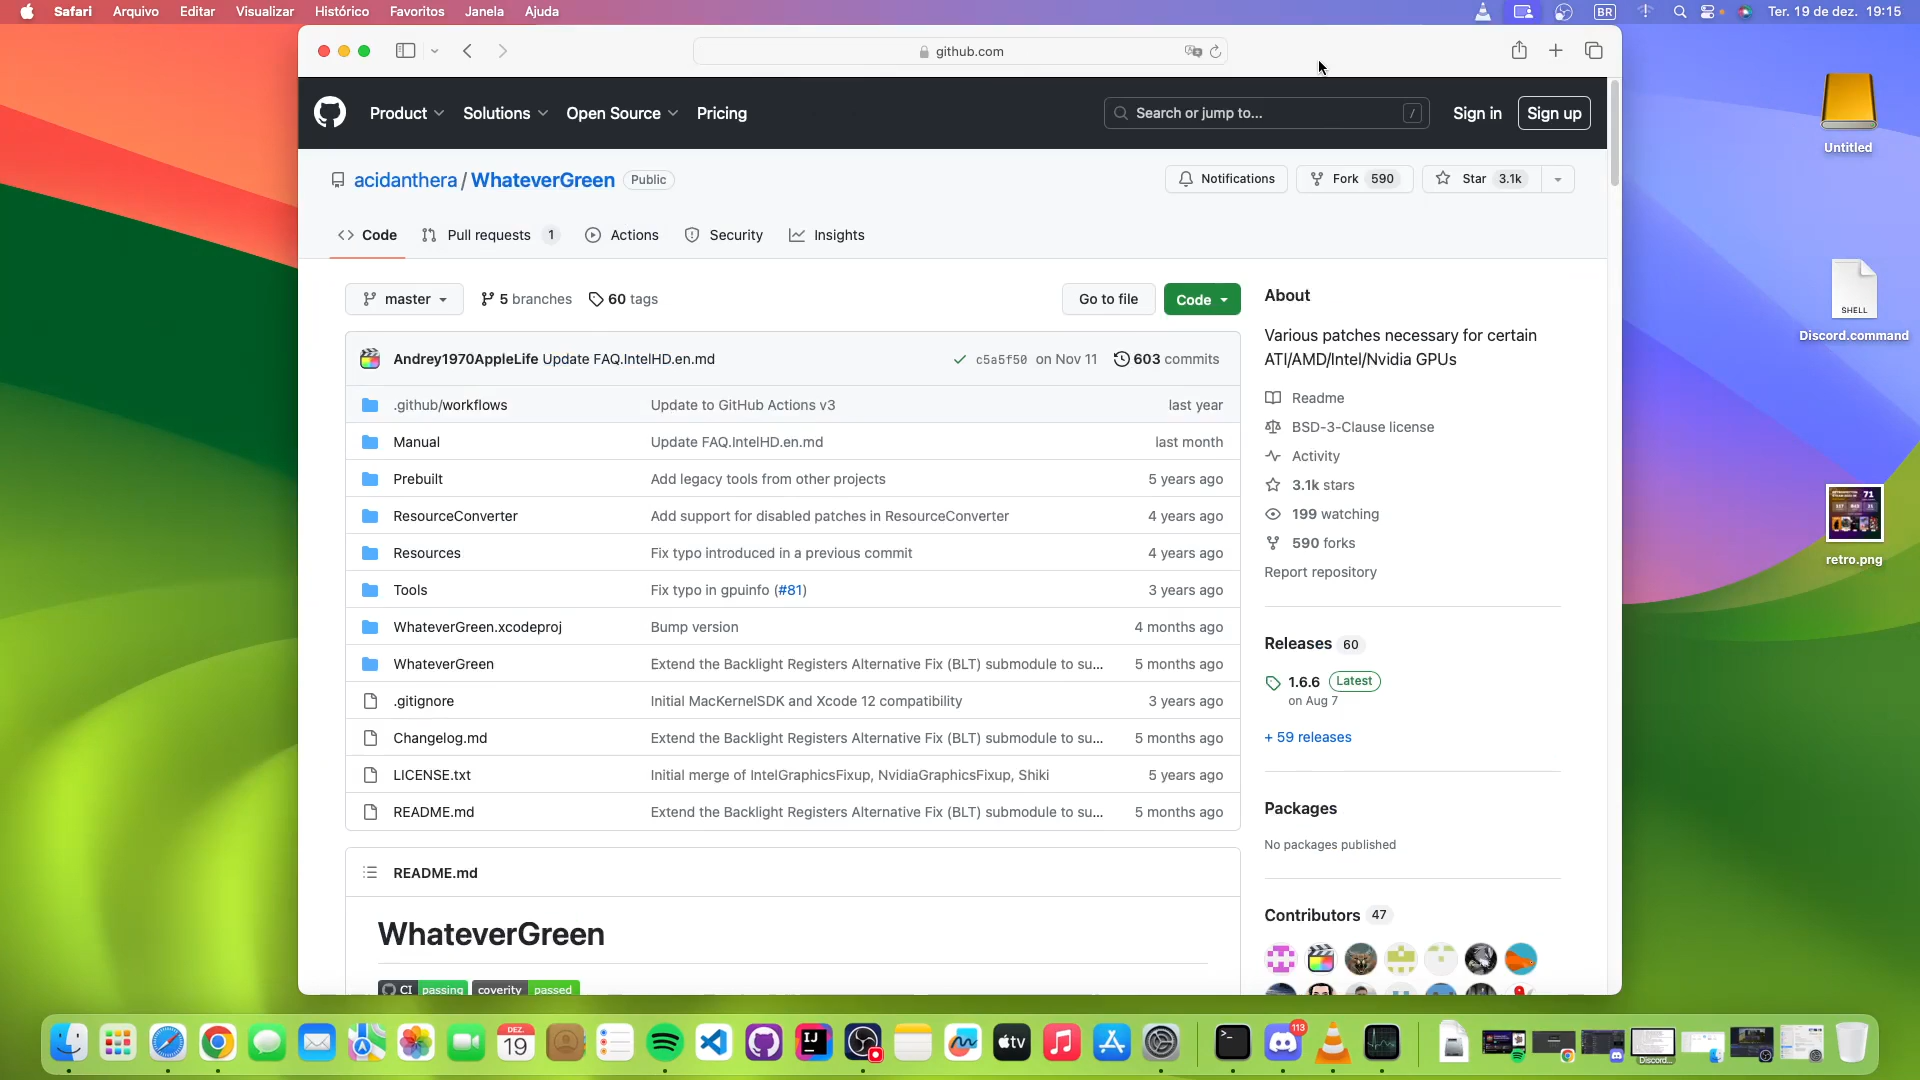 Safari Arquivo Editar Visualizar Histórico Favoritos Janela Ajuda BR Ter. 19 de dez. 19:15
github.com
Product Solutions Open Source Pricing Search or jump to... / Sign in Sign up
acidanthera / WhateverGreen Public Notifications Fork 590 Star 3.1k
Code Pull requests 1 Actions Security Insights
master 5 branches 60 tags Go to file Code
Andrey1970AppleLife Update FAQ.IntelHD.en.md c5a5f50 on Nov 11 603 commits
.github/workflows Update to GitHub Actions v3 last year
Manual Update FAQ.IntelHD.en.md last month
Prebuilt Add legacy tools from other projects 5 years ago
ResourceConverter Add support for disabled patches in ResourceConverter 4 years ago
Resources Fix typo introduced in a previous commit 4 years ago
Tools Fix typo in gpuinfo (#81) 3 years ago
WhateverGreen.xcodeproj Bump version 4 months ago
WhateverGreen Extend the Backlight Registers Alternative Fix (BLT) submodule to su... 5 months ago
.gitignore Initial MacKernelSDK and Xcode 12 compatibility 3 years ago
Changelog.md Extend the Backlight Registers Alternative Fix (BLT) submodule to su... 5 months ago
LICENSE.txt Initial merge of IntelGraphicsFixup, NvidiaGraphicsFixup, Shiki 5 years ago
README.md Extend the Backlight Registers Alternative Fix (BLT) submodule to su... 5 months ago
README.md
WhateverGreen
CI passing coverity passed
About
Various patches necessary for certain
ATI/AMD/Intel/Nvidia GPUs
Readme
BSD-3-Clause license
Activity
3.1k stars
199 watching
590 forks
Report repository
Releases 60
1.6.6 Latest
on Aug 7
+ 59 releases
Packages
No packages published
Contributors 47
Untitled
SHELL
Discord.command
71
retro.png
DEZ.
19
IJ
tv
113
Discord...